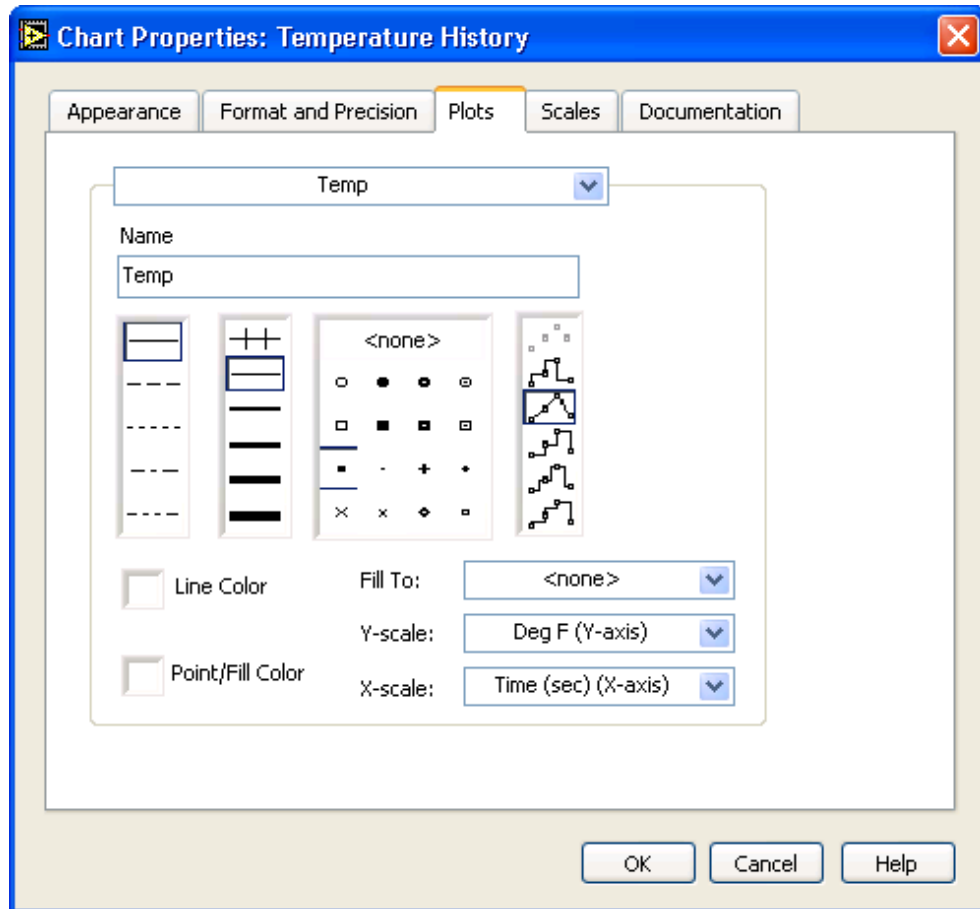 Chart Properties: Temperature History
Appearance
Format and Precision
Plots
Scales
Documentation
Temp
Name
Temp
<none>
Line Color
Fill To:
<none>
Y-scale:
Deg F (Y-axis)
Point/Fill Color
X-scale:
Time (sec) (X-axis)
OK
Cancel
Help